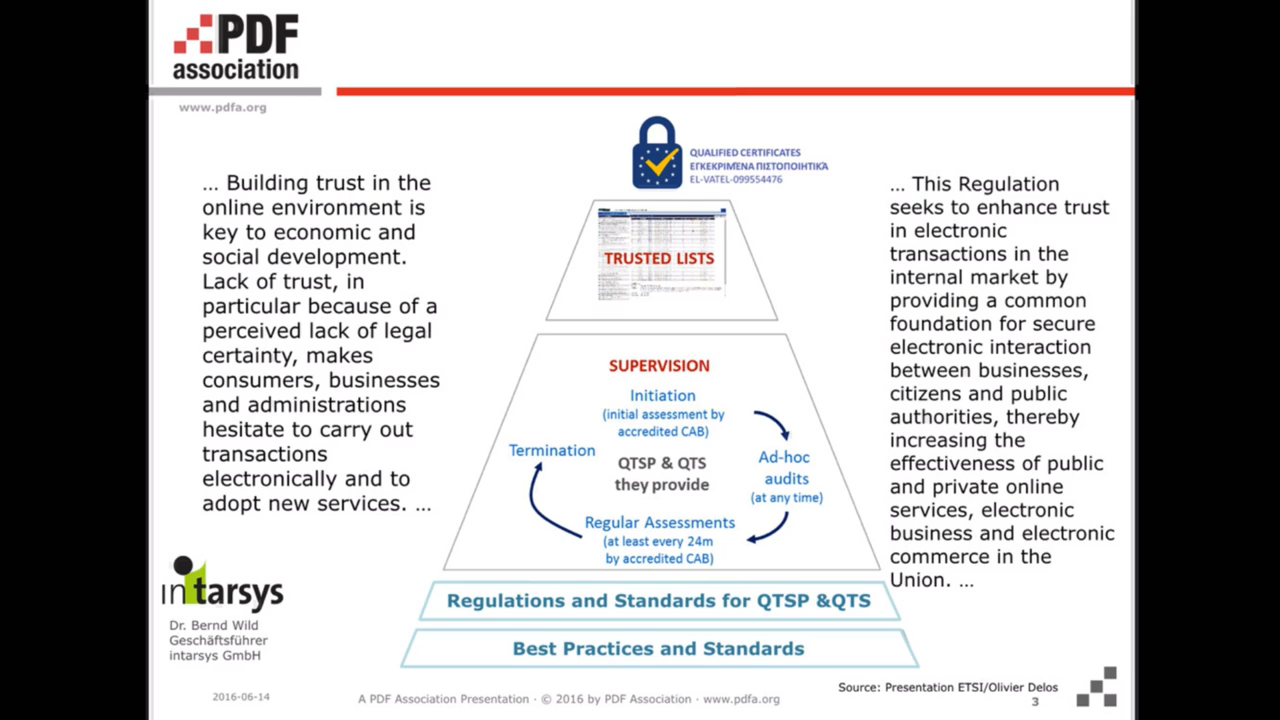 PDF
association
www.pdfa.org
QUALIFIED CERTIFICATES
ΕΓΚΕΚΡΙΜΕΝΑ ΠΙΣΤΟΠΟΙΗΤΙΚΆ
EL-VATEL-099554476
... Building trust in the
online environment is
key to economic and
social development.
Lack of trust, in
particular because of a
perceived lack of legal
certainty, makes
consumers, businesses
and administrations
hesitate to carry out
transactions
electronically and to
adopt new services. ...
TRUSTED LISTS
SUPERVISION
Initiation
(initial assessment by
accredited CAB)
Ad-hoc
audits
(at any time)
Regular Assessments
(at least every 24m
by accredited CAB)
Termination
QTSP & QTS
they provide
Regulations and Standards for QTSP &QTS
Best Practices and Standards
... This Regulation
seeks to enhance trust
in electronic
transactions in the
internal market by
providing a common
foundation for secure
electronic interaction
between businesses,
citizens and public
authorities, thereby
increasing the
effectiveness of public
and private online
services, electronic
business and electronic
commerce in the
Union. ...
intarsys
Dr. Bernd Wild
Geschäftsführer
intarsys GmbH
Source: Presentation ETSI/Olivier Delos
2016-06-14
A PDF Association Presentation · © 2016 by PDF Association · www.pdfa.org
3